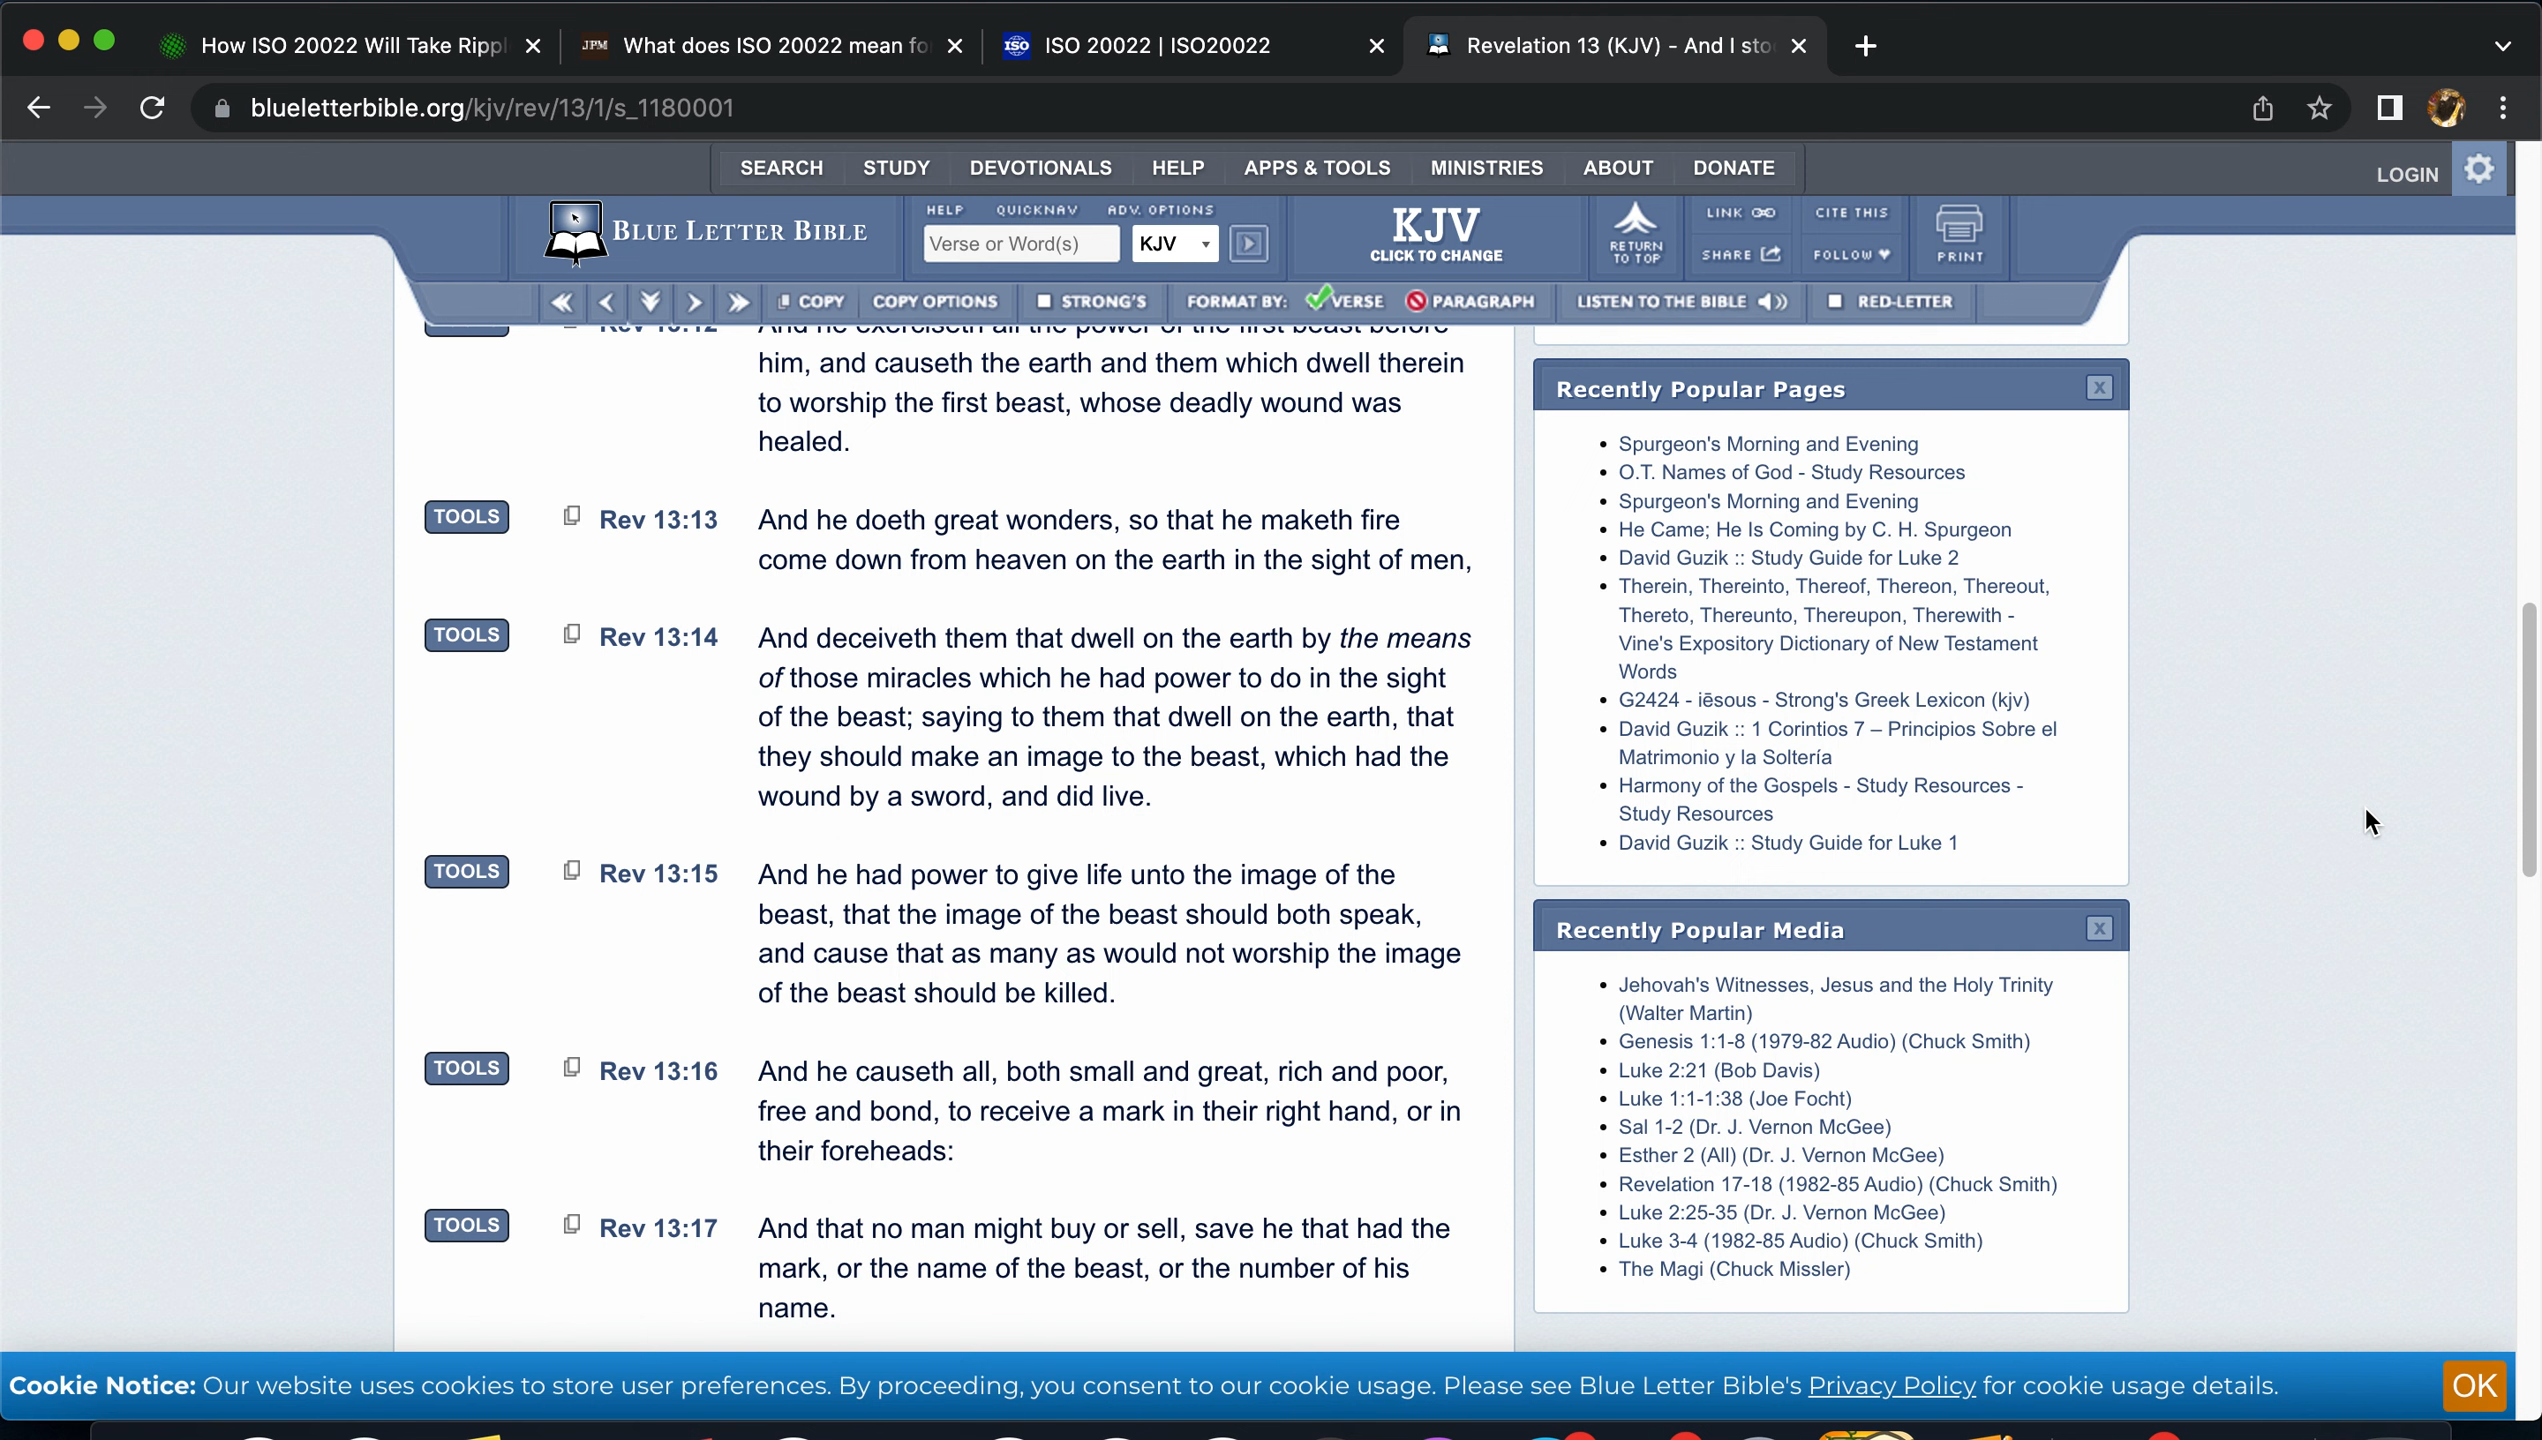 How ISO 20022 Will Take Rippl
JPM What does ISO 20022 mean fo
ISO ISO 20022 | ISO20022
Revelation 13 (KJV) - And I sto
blueletterbible.org/kjv/rev/13/1/s_1180001
SEARCH STUDY DEVOTIONALS HELP APPS & TOOLS MINISTRIES ABOUT DONATE
LOGIN
BLUE LETTER BIBLE
HELP QUICKNAV ADV. OPTIONS
Verse or Word(s) KJV
KJV
CLICK TO CHANGE
RETURN
TO TOP
LINK CITE THIS
SHARE FOLLOW
PRINT
COPY COPY OPTIONS STRONG'S FORMAT BY: VERSE PARAGRAPH LISTEN TO THE BIBLE RED-LETTER
Rev 13:12 And he exerciseth all the power of the first beast before
him, and causeth the earth and them which dwell therein
to worship the first beast, whose deadly wound was
healed.
TOOLS Rev 13:13 And he doeth great wonders, so that he maketh fire
come down from heaven on the earth in the sight of men,
TOOLS Rev 13:14 And deceiveth them that dwell on the earth by the means
of those miracles which he had power to do in the sight
of the beast; saying to them that dwell on the earth, that
they should make an image to the beast, which had the
wound by a sword, and did live.
TOOLS Rev 13:15 And he had power to give life unto the image of the
beast, that the image of the beast should both speak,
and cause that as many as would not worship the image
of the beast should be killed.
TOOLS Rev 13:16 And he causeth all, both small and great, rich and poor,
free and bond, to receive a mark in their right hand, or in
their foreheads:
TOOLS Rev 13:17 And that no man might buy or sell, save he that had the
mark, or the name of the beast, or the number of his
name.
Recently Popular Pages X
• Spurgeon's Morning and Evening
• O.T. Names of God - Study Resources
• Spurgeon's Morning and Evening
• He Came; He Is Coming by C. H. Spurgeon
• David Guzik :: Study Guide for Luke 2
• Therein, Thereinto, Thereof, Thereon, Thereout,
Thereto, Thereunto, Thereupon, Therewith -
Vine's Expository Dictionary of New Testament
Words
• G2424 - iēsous - Strong's Greek Lexicon (kjv)
• David Guzik :: 1 Corintios 7 – Principios Sobre el
Matrimonio y la Soltería
• Harmony of the Gospels - Study Resources -
Study Resources
• David Guzik :: Study Guide for Luke 1
Recently Popular Media X
• Jehovah's Witnesses, Jesus and the Holy Trinity
(Walter Martin)
• Genesis 1:1-8 (1979-82 Audio) (Chuck Smith)
• Luke 2:21 (Bob Davis)
• Luke 1:1-1:38 (Joe Focht)
• Sal 1-2 (Dr. J. Vernon McGee)
• Esther 2 (All) (Dr. J. Vernon McGee)
• Revelation 17-18 (1982-85 Audio) (Chuck Smith)
• Luke 2:25-35 (Dr. J. Vernon McGee)
• Luke 3-4 (1982-85 Audio) (Chuck Smith)
• The Magi (Chuck Missler)
Cookie Notice: Our website uses cookies to store user preferences. By proceeding, you consent to our cookie usage. Please see Blue Letter Bible's Privacy Policy for cookie usage details. OK